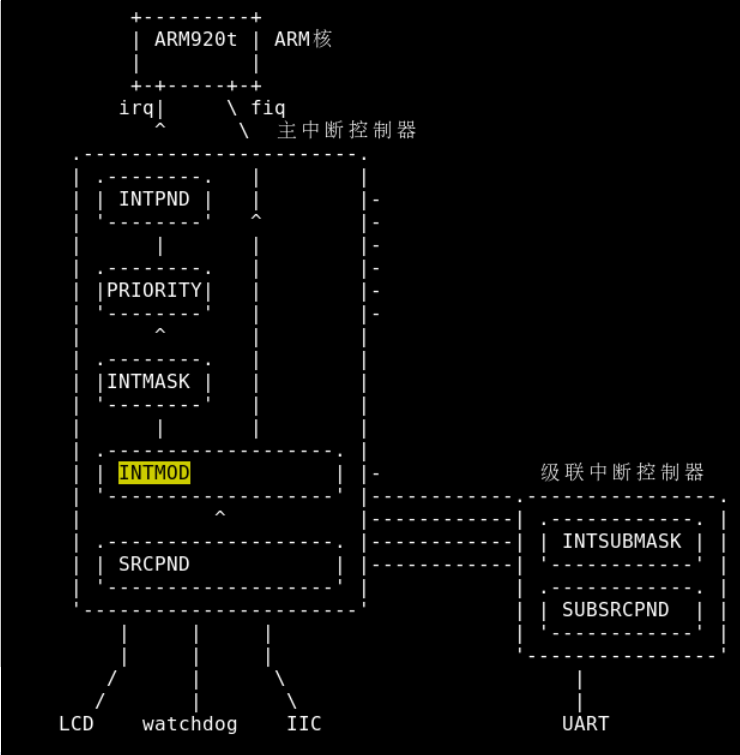 ARM920t ARM核
irq fiq
主中断控制器
INTPND
PRIORITY
INTMASK
INTMOD 级联中断控制器
INTSUBMASK
SRCPND
SUBSRCPND
LCD watchdog IIC UART